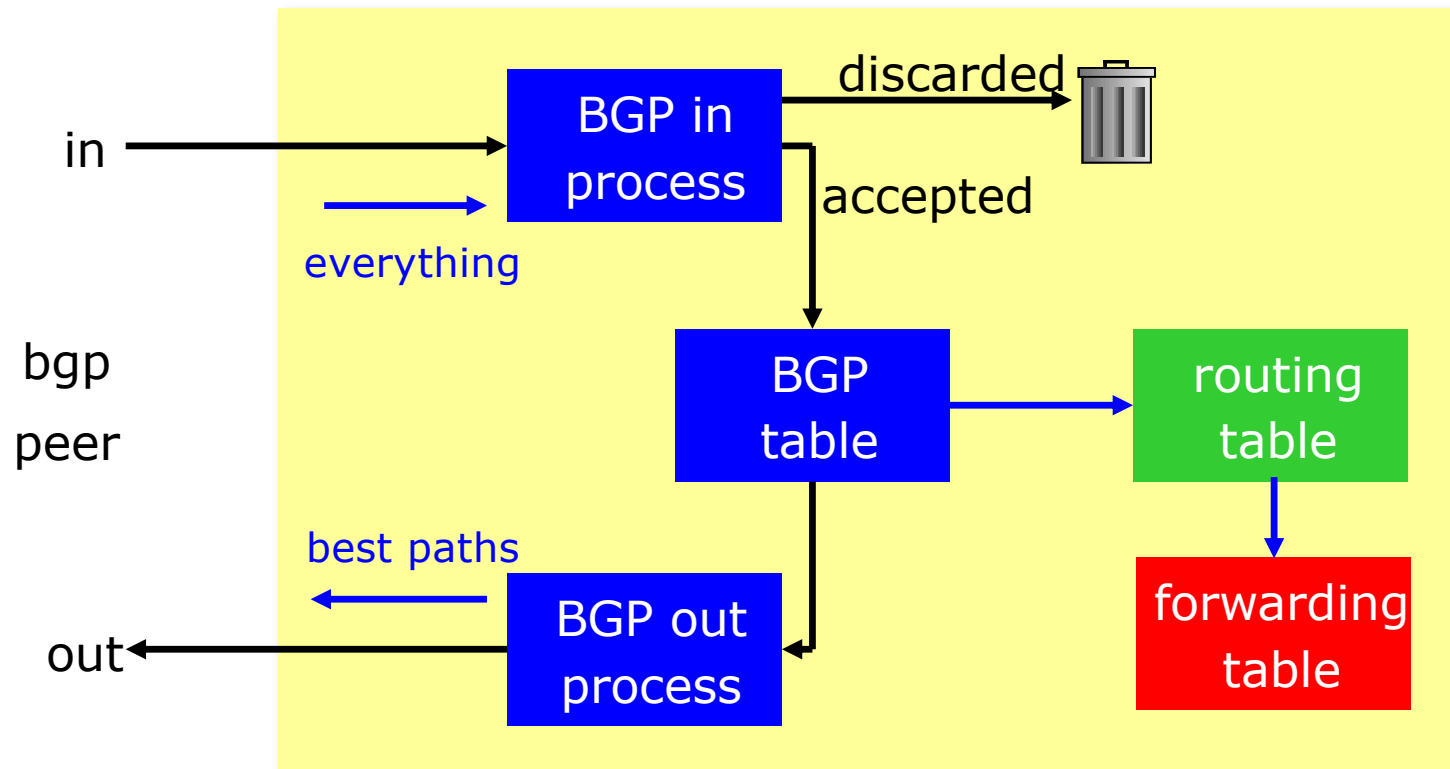 discarded
BGP in
process
in
accepted
everything
bgp
peer
BGP
table
routing
table
best paths
BGP out
process
out
forwarding
table